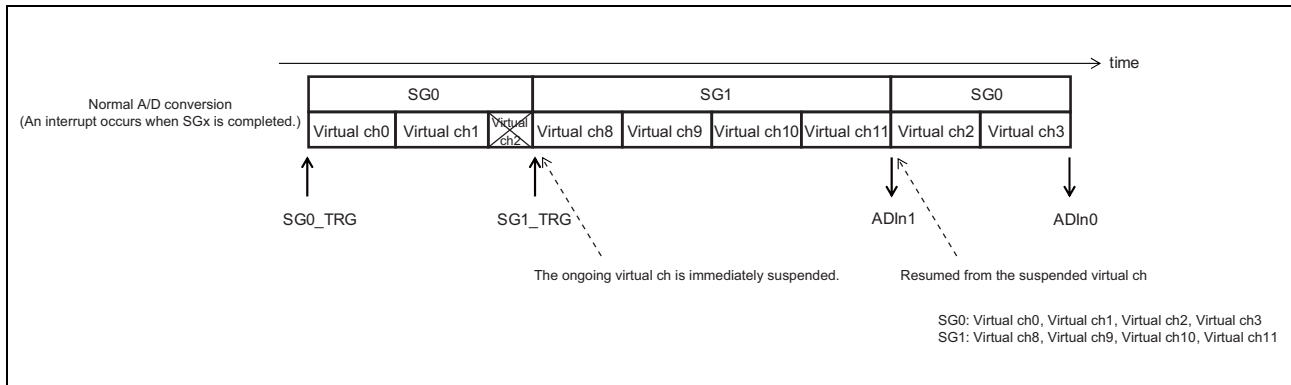 time
Normal A/D conversion
(An interrupt occurs when SGx is completed.)
SG0 SG1 SG0
Virtual ch0 Virtual ch1 Virtual ch2 Virtual ch8 Virtual ch9 Virtual ch10 Virtual ch11 Virtual ch2 Virtual ch3
SG0_TRG SG1_TRG ADIn1 ADIn0
The ongoing virtual ch is immediately suspended. Resumed from the suspended virtual ch
SG0: Virtual ch0, Virtual ch1, Virtual ch2, Virtual ch3
SG1: Virtual ch8, Virtual ch9, Virtual ch10, Virtual ch11